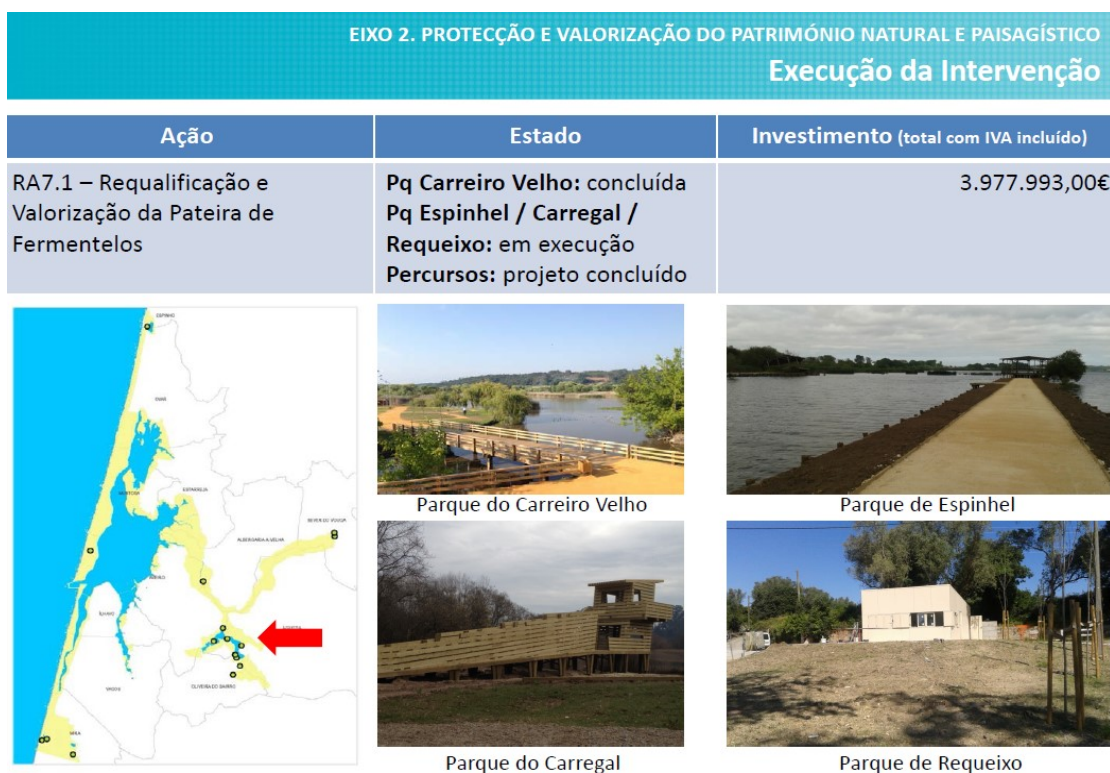 EIXO 2. PROTECÇÃO E VALORIZAÇÃO DO PATRIMÓNIO NATURAL E PAISAGÍSTICO
Execução da Intervenção
Ação
Estado
Investimento (total com IVA incluído)
RA7.1 – Requalificação e
Valorização da Pateira de
Fermentelos
Pq Carreiro Velho: concluída
Pq Espinhel / Carregal /
Requeixo: em execução
Percursos: projeto concluído
3.977.993,00€
ESPINHO
OVAR
MURTOSA
ESTARREJA
SEVER DO VOUGA
ALBERGARIA-A-VELHA
AVEIRO
ÍLHAVO
VAGOS
OLIVEIRA DO BAIRRO
MIRA
Parque do Carreiro Velho
Parque de Espinhel
Parque do Carregal
Parque de Requeixo